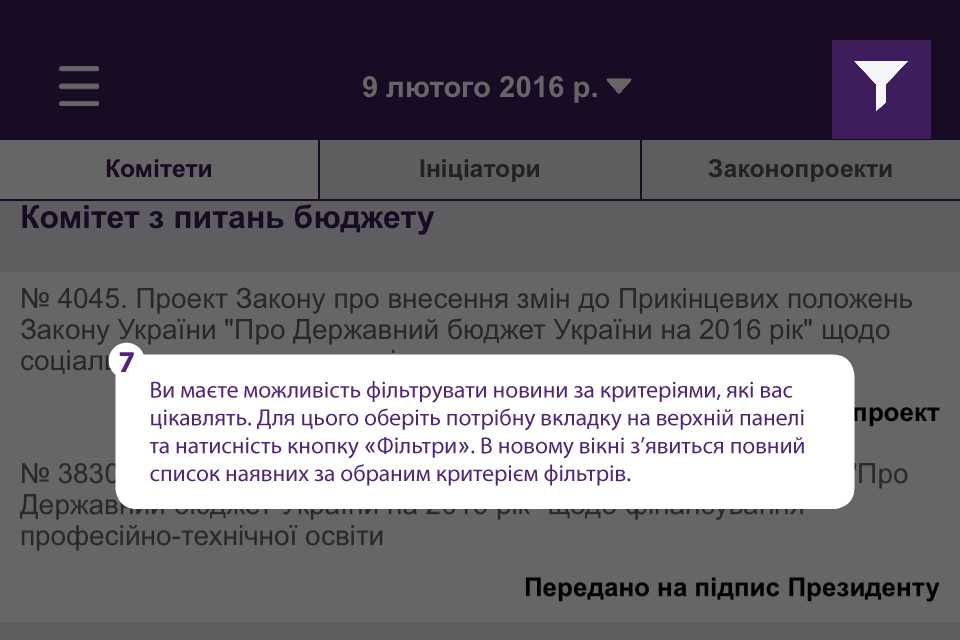 9 лютого 2016 р.
Комітети
Ініціатори
Законопроекти
Комітет з питань бюджету
№ 4045. Проект Закону про внесення змін до Прикінцевих положень
Закону України "Про Державний бюджет України на 2016 рік" щодо
7
Ви маєте можливість фільтрувати новини за критеріями, які вас
цікавлять. Для цього оберіть потрібну вкладку на верхній панелі
та натисність кнопку «Фільтри». В новому вікні з’явиться повний
список наявних за обраним критерієм фільтрів.
проект
№ 3830 "Про
Державний бюджет України на 2016 рік" щодо фінансування
професійно-технічної освіти
Передано на підпис Президенту